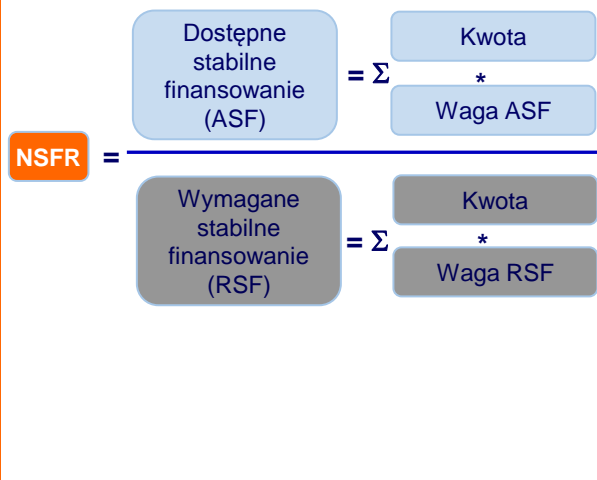 Dostępne
stabilne
finansowanie
(ASF)
= Σ
Kwota
*
Waga ASF
NSFR =
Wymagane
stabilne
finansowanie
(RSF)
= Σ
Kwota
*
Waga RSF